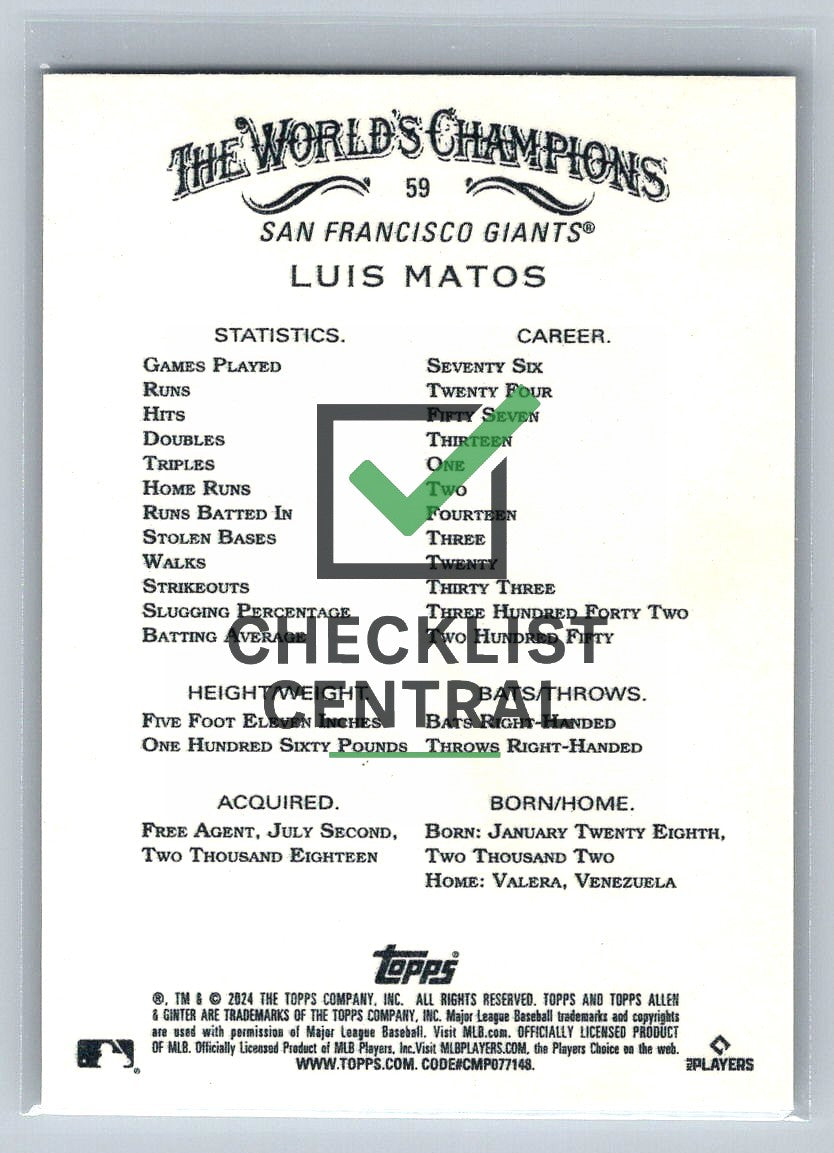 THE WORLD'S CHAMPIONS
59
SAN FRANCISCO GIANTS®
LUIS MATOS
STATISTICS. CAREER.
GAMES PLAYED SEVENTY SIX
RUNS TWENTY FOUR
HITS FIFTY SEVEN
DOUBLES THIRTEEN
TRIPLES ONE
HOME RUNS TWO
RUNS BATTED IN FOURTEEN
STOLEN BASES THREE
WALKS TWENTY
STRIKEOUTS THIRTY THREE
SLUGGING PERCENTAGE THREE HUNDRED FORTY TWO
BATTING AVERAGE TWO HUNDRED FIFTY
CHECKLIST
CENTRAL
HEIGHT/WEIGHT. BATS/THROWS.
FIVE FOOT ELEVEN INCHES BATS RIGHT-HANDED
ONE HUNDRED SIXTY POUNDS THROWS RIGHT-HANDED
ACQUIRED. BORN/HOME.
FREE AGENT, JULY SECOND, BORN: JANUARY TWENTY EIGHTH,
TWO THOUSAND EIGHTEEN TWO THOUSAND TWO
HOME: VALERA, VENEZUELA
topps®
®, TM & © 2024 THE TOPPS COMPANY, INC. ALL RIGHTS RESERVED. TOPPS AND TOPPS ALLEN
& GINTER ARE TRADEMARKS OF THE TOPPS COMPANY, INC. Major League Baseball trademarks and copyrights
are used with permission of Major League Baseball. Visit MLB.com. OFFICIALLY LICENSED PRODUCT
OF MLB. Officially Licensed Product of MLB Players, Inc. Visit MLBPLAYERS.COM, the Players Choice on the web.
WWW.TOPPS.COM. CODE#CMP077148.
MLB PLAYERS